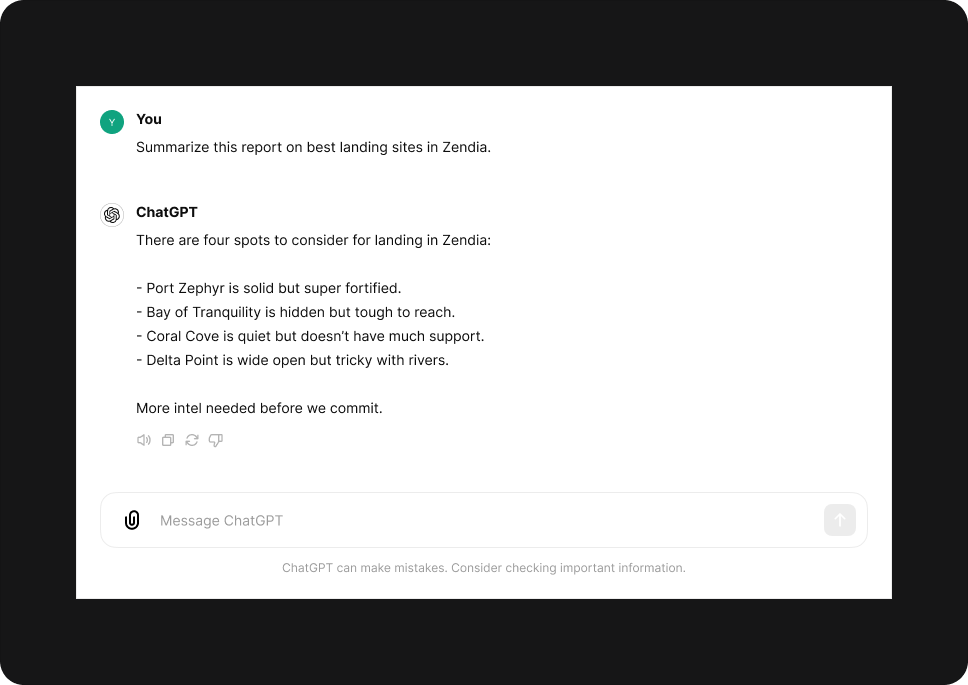 Y
You
Summarize this report on best landing sites in Zendia.
ChatGPT
There are four spots to consider for landing in Zendia:
- Port Zephyr is solid but super fortified.
- Bay of Tranquility is hidden but tough to reach.
- Coral Cove is quiet but doesn’t have much support.
- Delta Point is wide open but tricky with rivers.
More intel needed before we commit.
Message ChatGPT
ChatGPT can make mistakes. Consider checking important information.